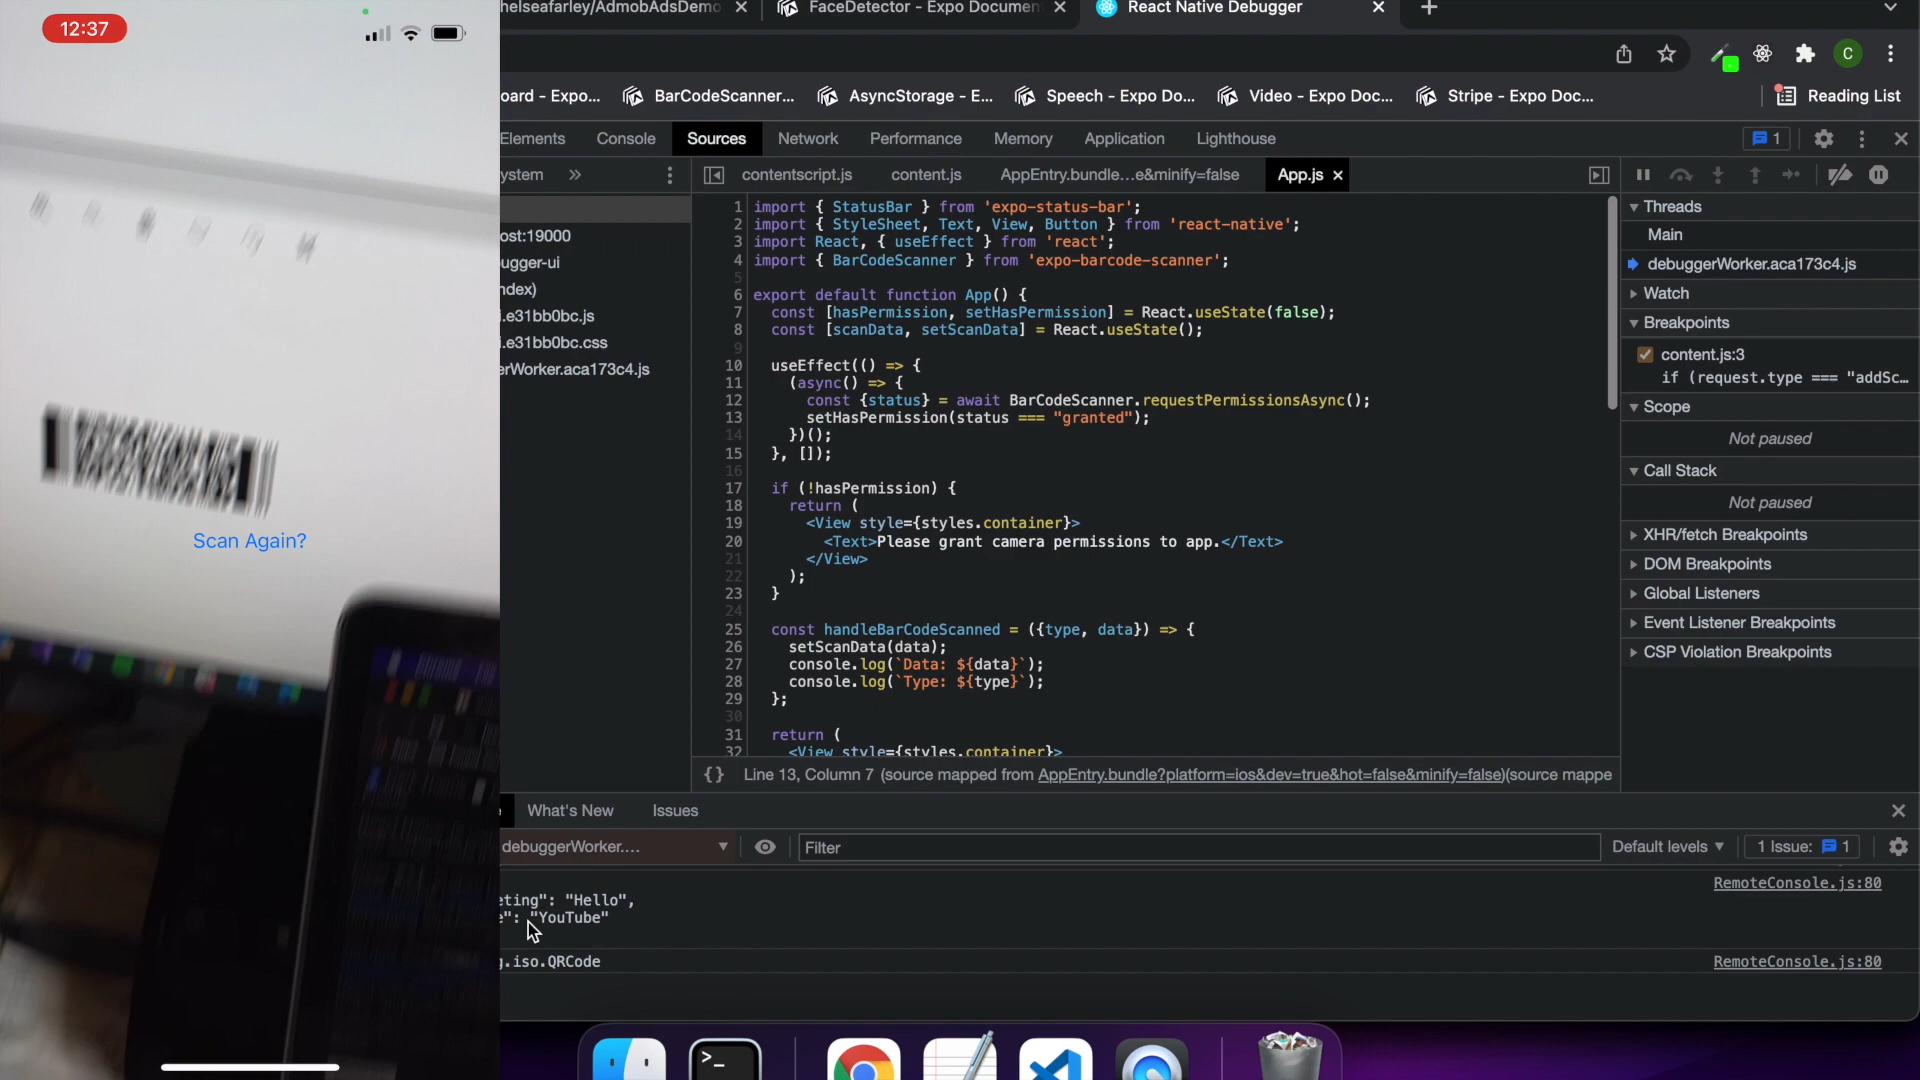 12:37
Scan Again?
helseafarley/AdmobAdsDemo
FaceDetector - Expo Documen
React Native Debugger
C
oard - Expo...
BarCodeScanner...
AsyncStorage - E...
Speech - Expo Do...
Video - Expo Doc...
Stripe - Expo Doc...
Reading List
Elements
Console
Sources
Network
Performance
Memory
Application
Lighthouse
1
ystem
contentscript.js
content.js
AppEntry.bundle...e&minify=false
App.js
ost:19000
ugger-ui
ndex)
i.e31bb0bc.js
i.e31bb0bc.css
erWorker.aca173c4.js
1 import { StatusBar } from 'expo-status-bar';
2 import { StyleSheet, Text, View, Button } from 'react-native';
3 import React, { useEffect } from 'react';
4 import { BarCodeScanner } from 'expo-barcode-scanner';
5
6 export default function App() {
7 const [hasPermission, setHasPermission] = React.useState(false);
8 const [scanData, setScanData] = React.useState();
9
10 useEffect(() => {
11 (async() => {
12 const {status} = await BarCodeScanner.requestPermissionsAsync();
13 setHasPermission(status === "granted");
14 })();
15 }, []);
16
17 if (!hasPermission) {
18 return (
19 <View style={styles.container}>
20 <Text>Please grant camera permissions to app.</Text>
21 </View>
22 );
23 }
24
25 const handleBarCodeScanned = ({type, data}) => {
26 setScanData(data);
27 console.log(`Data: ${data}`);
28 console.log(`Type: ${type}`);
29 };
30
31 return (
32 <View style={styles.container}>
{} Line 13, Column 7 (source mapped from AppEntry.bundle?platform=ios&dev=true&hot=false&minify=false)(source mappe
Threads
Main
debuggerWorker.aca173c4.js
Watch
Breakpoints
content.js:3
if (request.type === "addSc...
Scope
Not paused
Call Stack
Not paused
XHR/fetch Breakpoints
DOM Breakpoints
Global Listeners
Event Listener Breakpoints
CSP Violation Breakpoints
What's New
Issues
debuggerWorker....
Filter
Default levels
1 Issue: 1
RemoteConsole.js:80
eting": "Hello",
e": "YouTube"
g.iso.QRCode
RemoteConsole.js:80